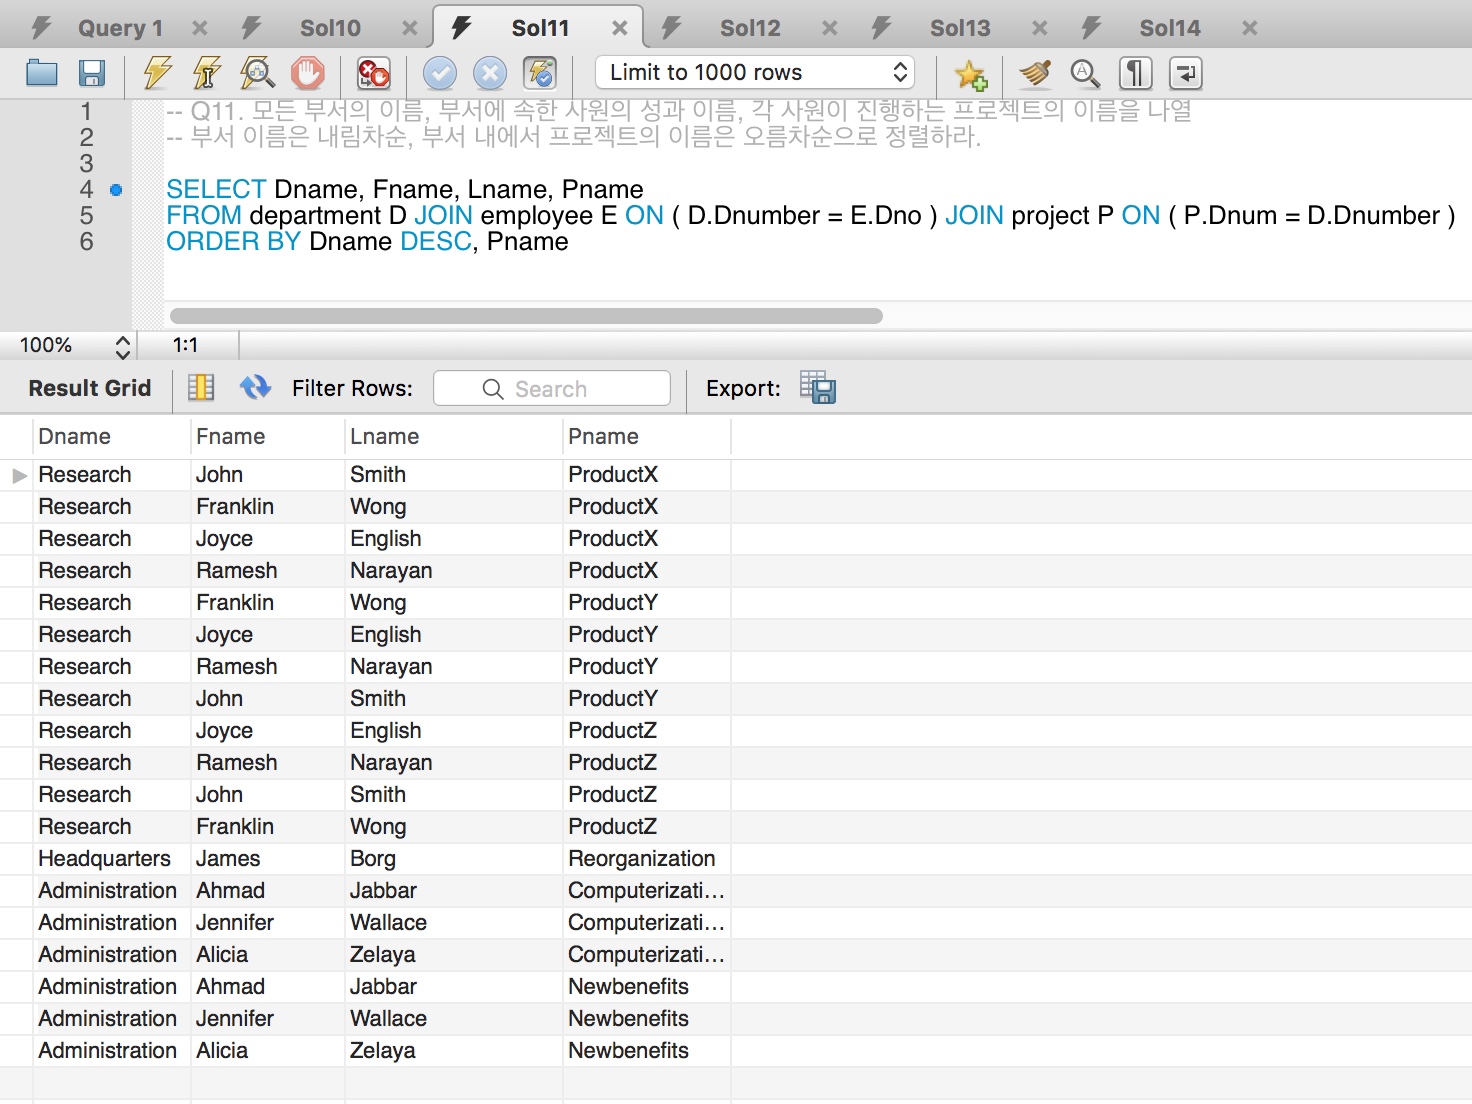 Query 1 Sol10 Sol11 Sol12 Sol13 Sol14
Limit to 1000 rows
1 -- Q11. 모든 부서의 이름, 부서에 속한 사원의 성과 이름, 각 사원이 진행하는 프로젝트의 이름을 나열
2 -- 부서 이름은 내림차순, 부서 내에서 프로젝트의 이름은 오름차순으로 정렬하라.
3
4 SELECT Dname, Fname, Lname, Pname
5 FROM department D JOIN employee E ON ( D.Dnumber = E.Dno ) JOIN project P ON ( P.Dnum = D.Dnumber )
6 ORDER BY Dname DESC, Pname
100% 1:1
Result Grid Filter Rows: Search Export:
Dname Fname Lname Pname
Research John Smith ProductX
Research Franklin Wong ProductX
Research Joyce English ProductX
Research Ramesh Narayan ProductX
Research Franklin Wong ProductY
Research Joyce English ProductY
Research Ramesh Narayan ProductY
Research John Smith ProductY
Research Joyce English ProductZ
Research Ramesh Narayan ProductZ
Research John Smith ProductZ
Research Franklin Wong ProductZ
Headquarters James Borg Reorganization
Administration Ahmad Jabbar Computerizati...
Administration Jennifer Wallace Computerizati...
Administration Alicia Zelaya Computerizati...
Administration Ahmad Jabbar Newbenefits
Administration Jennifer Wallace Newbenefits
Administration Alicia Zelaya Newbenefits